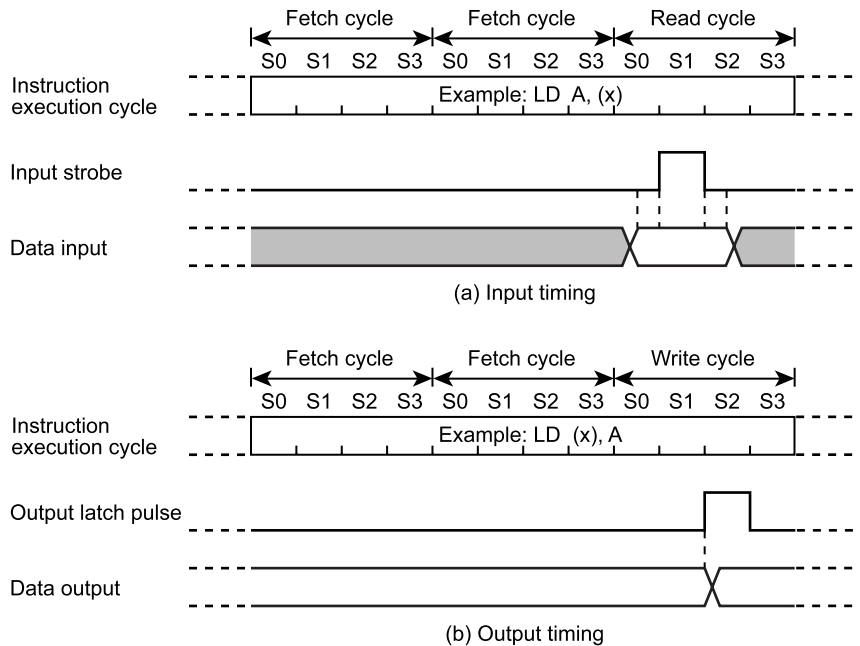 Fetch cycle Fetch cycle Read cycle
S0 S1 S2 S3 S0 S1 S2 S3 S0 S1 S2 S3
Instruction
execution cycle
Example: LD A, (x)
Input strobe
Data input
(a) Input timing
Fetch cycle Fetch cycle Write cycle
S0 S1 S2 S3 S0 S1 S2 S3 S0 S1 S2 S3
Instruction
execution cycle
Example: LD (x), A
Output latch pulse
Data output
(b) Output timing